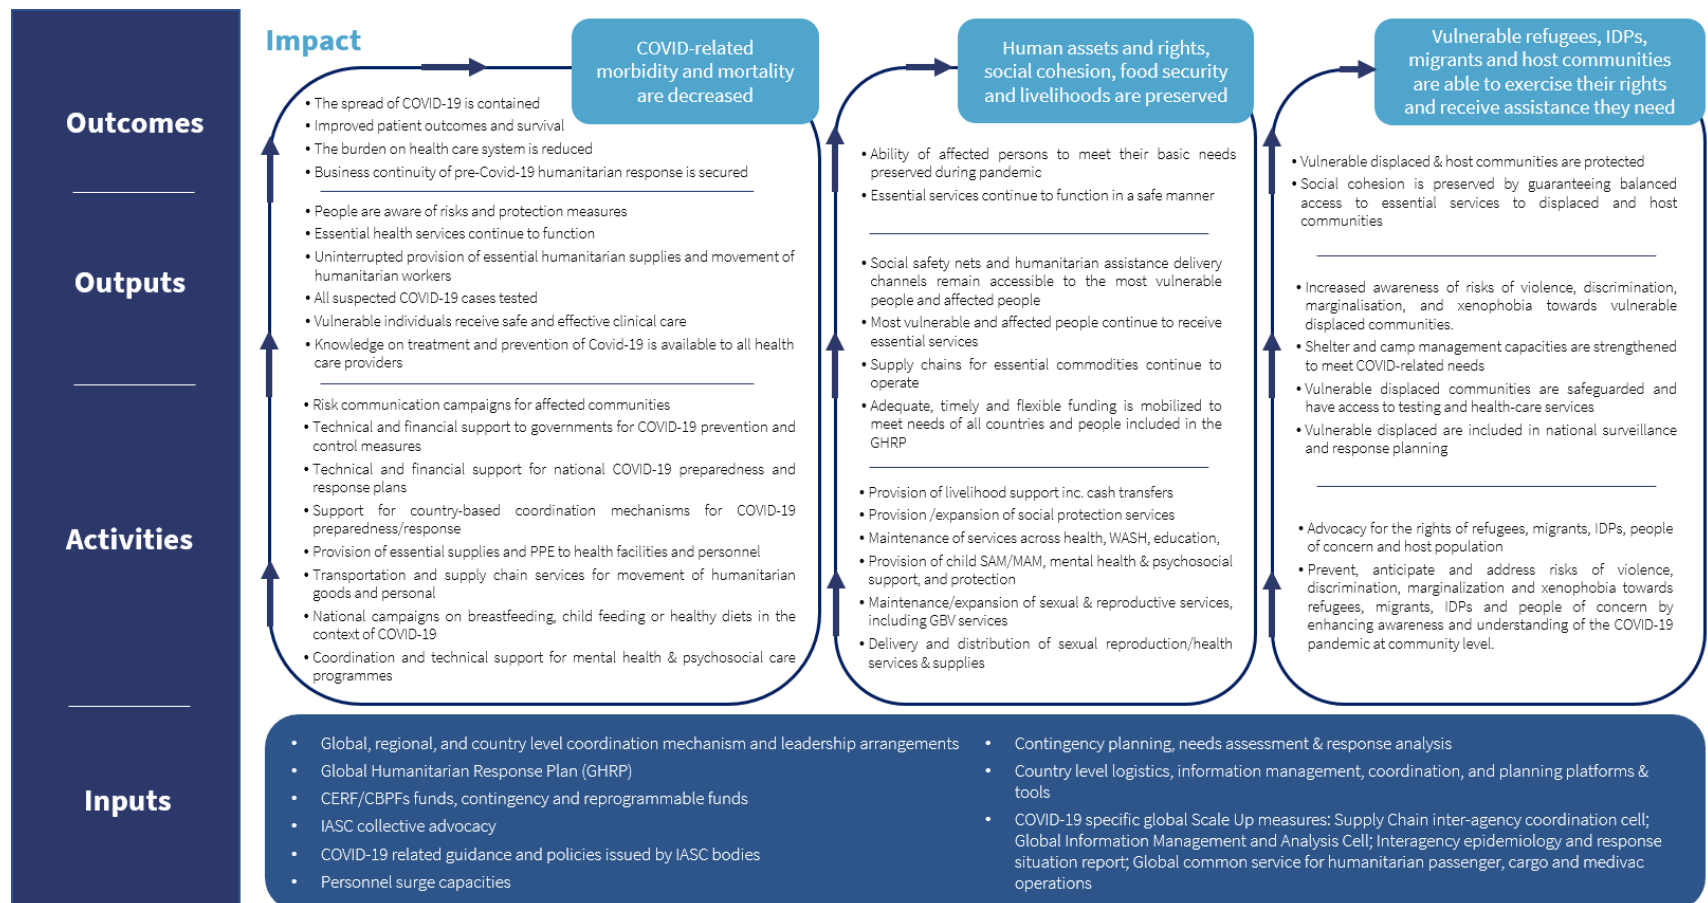 Impact
COVID-related
morbidity and mortality
are decreased
Human assets and rights,
social cohesion, food security
and livelihoods are preserved
Vulnerable refugees, IDPs,
migrants and host communities
are able to exercise their rights
and receive assistance they need
Outcomes
• The spread of COVID-19 is contained
• Improved patient outcomes and survival
• The burden on health care system is reduced
• Business continuity of pre-Covid-19 humanitarian response is secured
• Ability of affected persons to meet their basic needs
preserved during pandemic
• Essential services continue to function in a safe manner
• Vulnerable displaced & host communities are protected
• Social cohesion is preserved by guaranteeing balanced
access to essential services to displaced and host
communities
Outputs
• People are aware of risks and protection measures
• Essential health services continue to function
• Uninterrupted provision of essential humanitarian supplies and movement of
humanitarian workers
• All suspected COVID-19 cases tested
• Vulnerable individuals receive safe and effective clinical care
• Knowledge on treatment and prevention of Covid-19 is available to all health
care providers
• Social safety nets and humanitarian assistance delivery
channels remain accessible to the most vulnerable
people and affected people
• Most vulnerable and affected people continue to receive
essential services
• Supply chains for essential commodities continue to
operate
• Adequate, timely and flexible funding is mobilized to
meet needs of all countries and people included in the
GHRP
• Increased awareness of risks of violence, discrimination,
marginalisation, and xenophobia towards vulnerable
displaced communities.
• Shelter and camp management capacities are strengthened
to meet COVID-related needs
• Vulnerable displaced communities are safeguarded and
have access to testing and health-care services
• Vulnerable displaced are included in national surveillance
and response planning
Activities
• Risk communication campaigns for affected communities
• Technical and financial support to governments for COVID-19 prevention and
control measures
• Technical and financial support for national COVID-19 preparedness and
response plans
• Support for country-based coordination mechanisms for COVID-19
preparedness/response
• Provision of essential supplies and PPE to health facilities and personnel
• Transportation and supply chain services for movement of humanitarian
goods and personal
• National campaigns on breastfeeding, child feeding or healthy diets in the
context of COVID-19
• Coordination and technical support for mental health & psychosocial care
programmes
• Provision of livelihood support inc. cash transfers
• Provision /expansion of social protection services
• Maintenance of services across health, WASH, education,
• Provision of child SAM/MAM, mental health & psychosocial
support, and protection
• Maintenance/expansion of sexual & reproductive services,
including GBV services
• Delivery and distribution of sexual reproduction/health
services & supplies
• Advocacy for the rights of refugees, migrants, IDPs, people
of concern and host population
• Prevent, anticipate and address risks of violence,
discrimination, marginalization and xenophobia towards
refugees, migrants, IDPs and people of concern by
enhancing awareness and understanding of the COVID-19
pandemic at community level.
Inputs
• Global, regional, and country level coordination mechanism and leadership arrangements
• Global Humanitarian Response Plan (GHRP)
• CERF/CBPFs funds, contingency and reprogrammable funds
• IASC collective advocacy
• COVID-19 related guidance and policies issued by IASC bodies
• Personnel surge capacities
• Contingency planning, needs assessment & response analysis
• Country level logistics, information management, coordination, and planning platforms &
tools
• COVID-19 specific global Scale Up measures: Supply Chain inter-agency coordination cell;
Global Information Management and Analysis Cell; Interagency epidemiology and response
situation report; Global common service for humanitarian passenger, cargo and medivac
operations